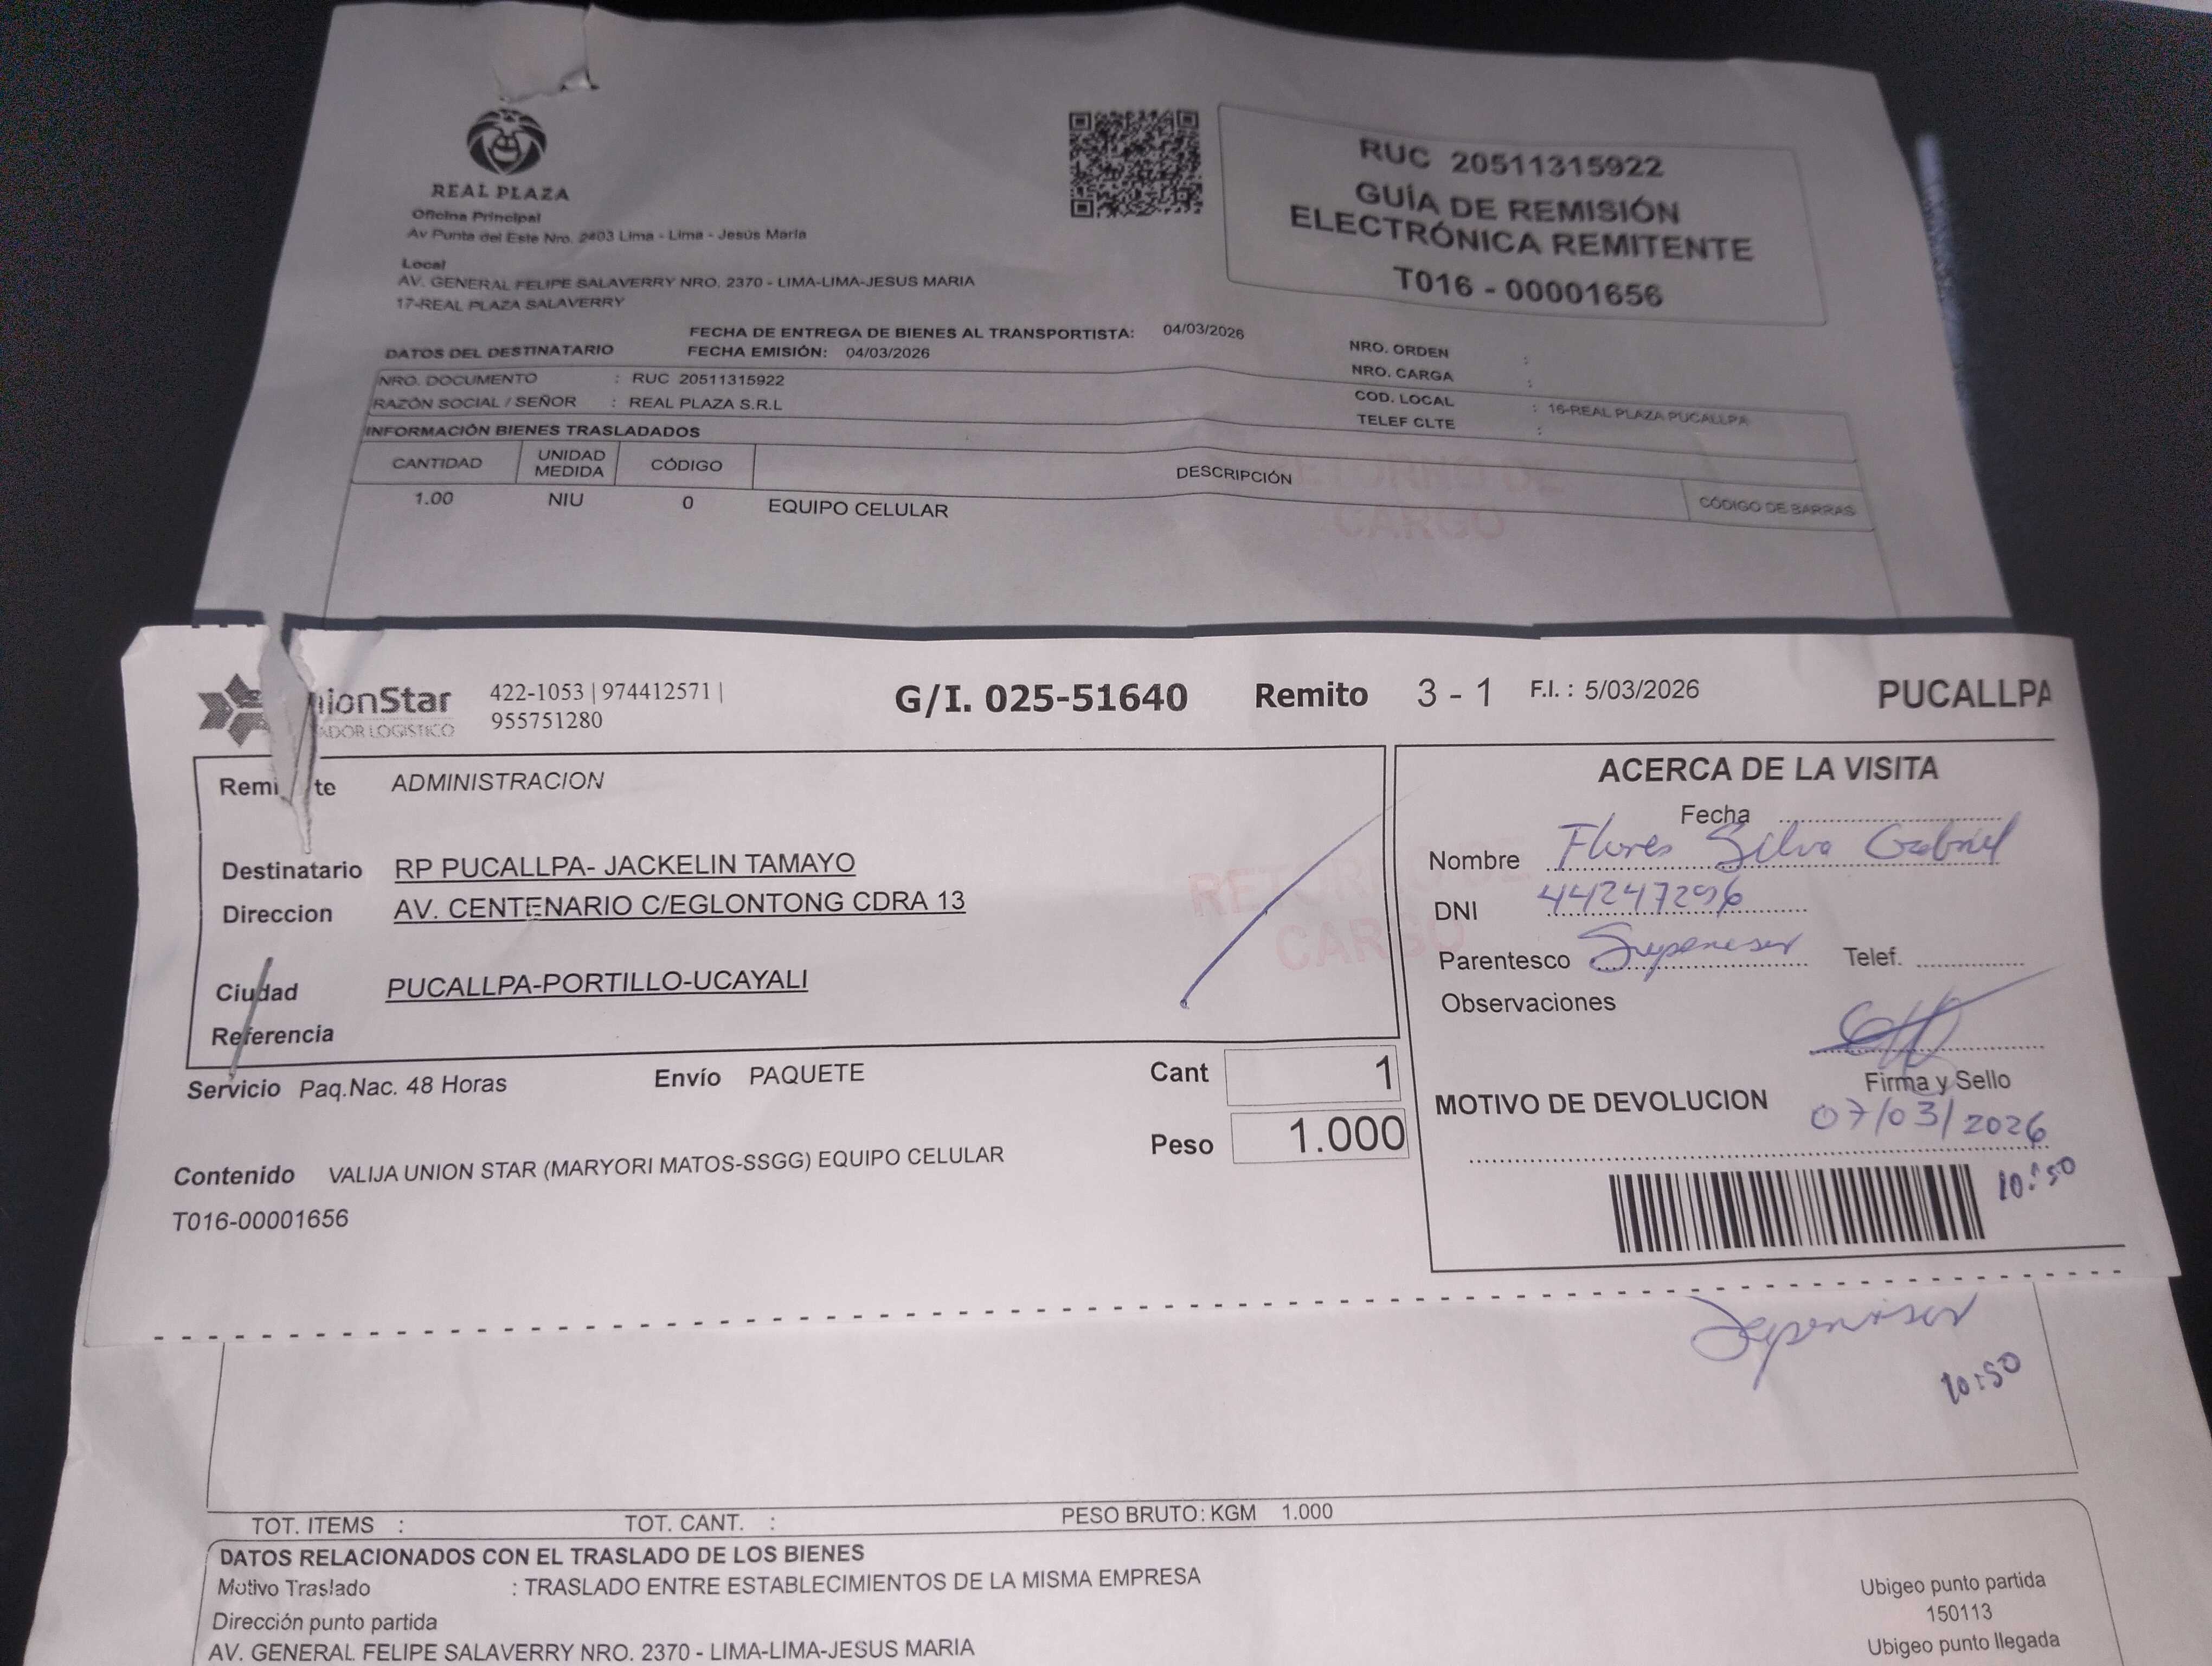 REAL PLAZA
Oficina Principal
Av Punta del Este Nro. 2403 Lima - Lima - Jesús María
Local
AV. GENERAL FELIPE SALAVERRY NRO. 2370 - LIMA-LIMA-JESUS MARIA
17-REAL PLAZA SALAVERRY
RUC 20511315922
GUÍA DE REMISIÓN
ELECTRÓNICA REMITENTE
T016 - 00001656
FECHA DE ENTREGA DE BIENES AL TRANSPORTISTA: 04/03/2026
DATOS DEL DESTINATARIO FECHA EMISIÓN: 04/03/2026
NRO. ORDEN :
NRO. CARGA :
NRO. DOCUMENTO : RUC 20511315922
COD. LOCAL : 16-REAL PLAZA PUCALLPA
RAZÓN SOCIAL / SEÑOR : REAL PLAZA S.R.L
TELEF CLTE :
INFORMACIÓN BIENES TRASLADADOS
CANTIDAD UNIDAD MEDIDA CÓDIGO DESCRIPCIÓN CÓDIGO DE BARRAS
1.00 NIU 0 EQUIPO CELULAR
RETORNO DE
CARGO
nionStar
ADOR LOGISTICO
422-1053 | 974412571 |
955751280
G/I. 025-51640 Remito 3 - 1 F.I. : 5/03/2026 PUCALLPA
Remi te ADMINISTRACION
Destinatario RP PUCALLPA- JACKELIN TAMAYO
Direccion AV. CENTENARIO C/EGLONTONG CDRA 13
Ciudad PUCALLPA-PORTILLO-UCAYALI
Referencia
RETORNO DE
CARGO
Servicio Paq.Nac. 48 Horas Envío PAQUETE Cant 1
Peso 1.000
Contenido VALIJA UNION STAR (MARYORI MATOS-SSGG) EQUIPO CELULAR
T016-00001656
ACERCA DE LA VISITA
Fecha
Nombre Flores Silva Gabriel
DNI 44247296
Parentesco Supervisor Telef.
Observaciones
Firma y Sello
MOTIVO DE DEVOLUCION 07/03/2026
10:50
Supervisor
10:50
TOT. ITEMS : TOT. CANT. : PESO BRUTO: KGM 1.000
DATOS RELACIONADOS CON EL TRASLADO DE LOS BIENES
Motivo Traslado : TRASLADO ENTRE ESTABLECIMIENTOS DE LA MISMA EMPRESA
Dirección punto partida
AV. GENERAL FELIPE SALAVERRY NRO. 2370 - LIMA-LIMA-JESUS MARIA
Ubigeo punto partida
150113
Ubigeo punto llegada